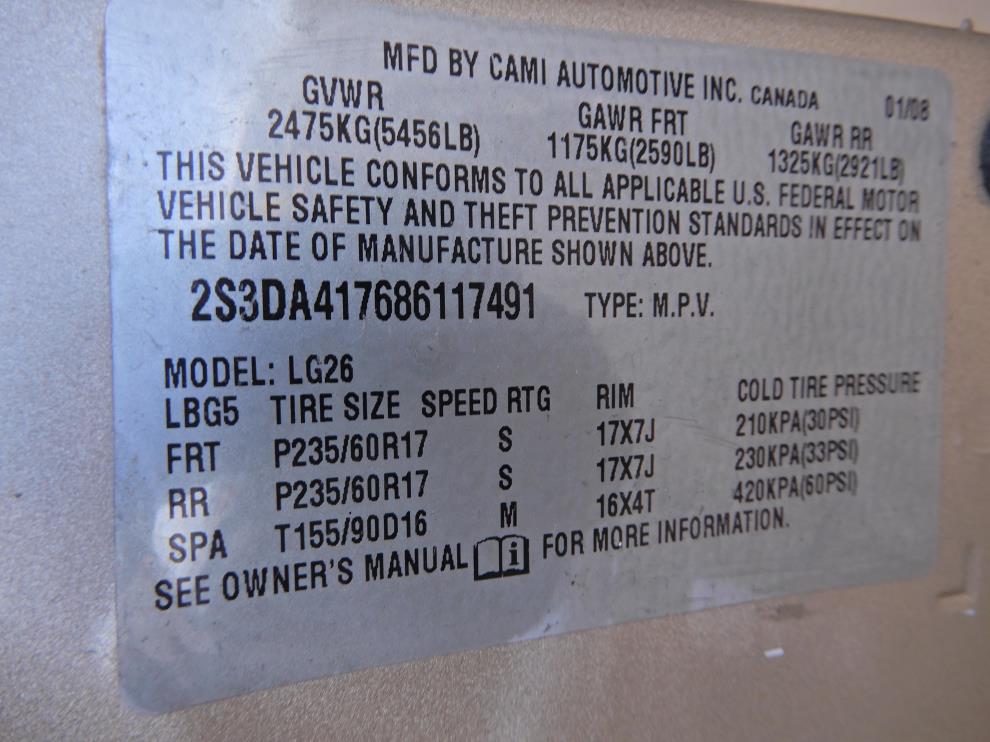 MFD BY CAMI AUTOMOTIVE INC. CANADA 01/08
GVWR GAWR FRT GAWR RR
2475KG(5456LB) 1175KG(2590LB) 1325KG(2921LB)
THIS VEHICLE CONFORMS TO ALL APPLICABLE U.S. FEDERAL MOTOR
VEHICLE SAFETY AND THEFT PREVENTION STANDARDS IN EFFECT ON
THE DATE OF MANUFACTURE SHOWN ABOVE.
2S3DA417686117491 TYPE: M.P.V.
MODEL: LG26
LBG5 TIRE SIZE SPEED RTG RIM COLD TIRE PRESSURE
FRT P235/60R17 S 17X7J 210KPA(30PSI)
RR P235/60R17 S 17X7J 230KPA(33PSI)
SPA T155/90D16 M 16X4T 420KPA(60PSI)
SEE OWNER'S MANUAL i FOR MORE INFORMATION.